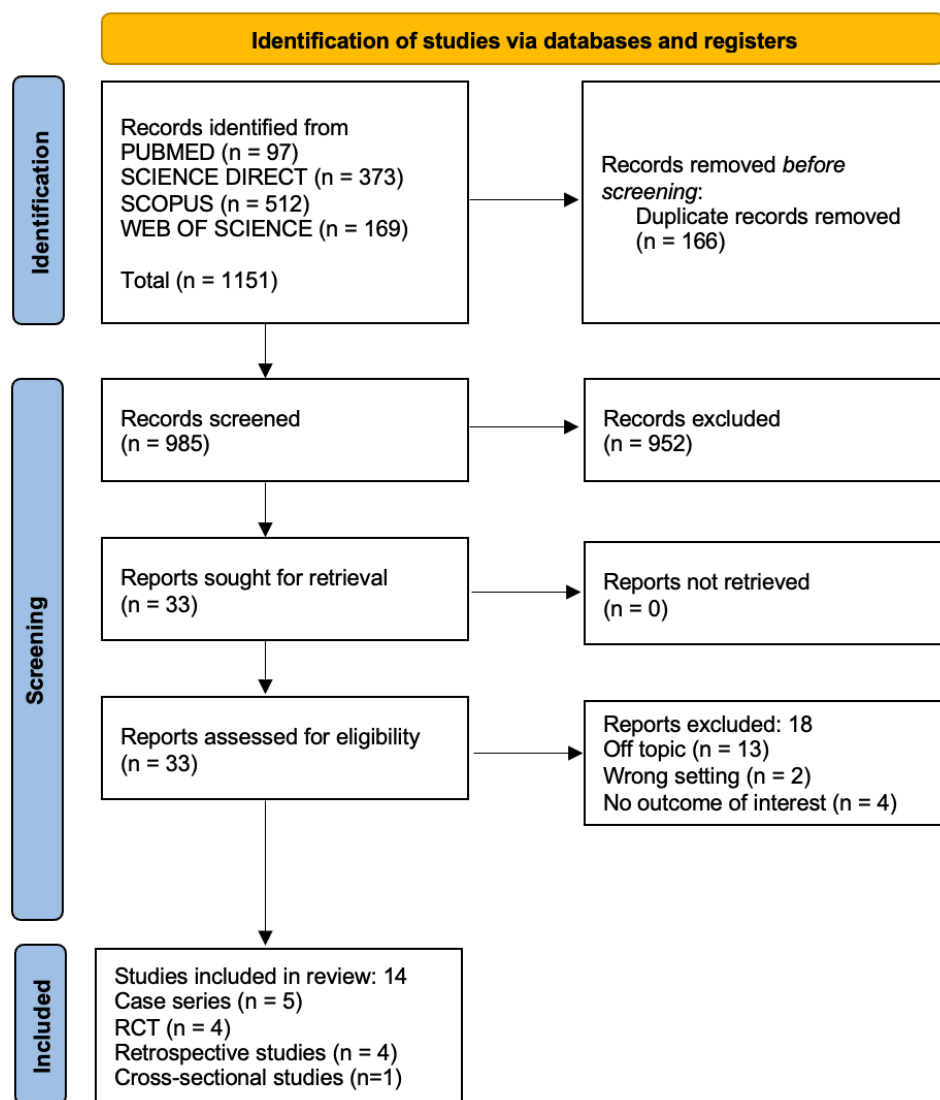 Identification of studies via databases and registers
Identification
Records identified from
PUBMED (n = 97)
SCIENCE DIRECT (n = 373)
SCOPUS (n = 512)
WEB OF SCIENCE (n = 169)
Total (n = 1151)
Records removed before
screening:
Duplicate records removed
(n = 166)
Screening
Records screened
(n = 985)
Records excluded
(n = 952)
Reports sought for retrieval
(n = 33)
Reports not retrieved
(n = 0)
Reports assessed for eligibility
(n = 33)
Reports excluded: 18
Off topic (n = 13)
Wrong setting (n = 2)
No outcome of interest (n = 4)
Included
Studies included in review: 14
Case series (n = 5)
RCT (n = 4)
Retrospective studies (n = 4)
Cross-sectional studies (n=1)